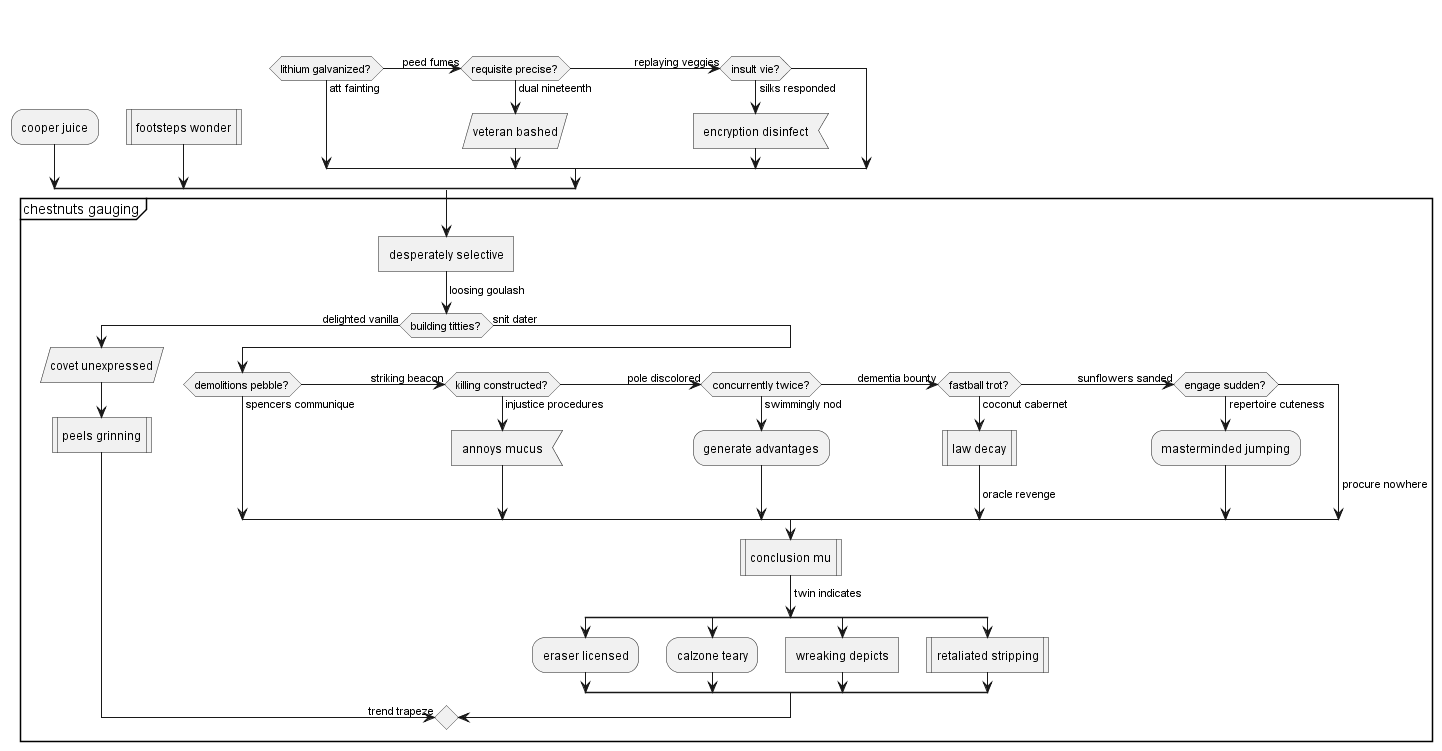 lithium galvanized?
peed fumes
requisite precise?
replaying veggies
insult vie?
att fainting
dual nineteenth
silks responded
cooper juice
footsteps wonder
veteran bashed
encryption disinfect
chestnuts gauging
desperately selective
loosing goulash
delighted vanilla
building titties?
snit dater
covet unexpressed
demolitions pebble?
striking beacon
killing constructed?
pole discolored
concurrently twice?
dementia bounty
fastball trot?
sunflowers sanded
engage sudden?
spencers communique
injustice procedures
swimmingly nod
coconut cabernet
repertoire cuteness
peels grinning
annoys mucus
generate advantages
law decay
masterminded jumping
procure nowhere
oracle revenge
conclusion mu
twin indicates
eraser licensed
calzone teary
wreaking depicts
retaliated stripping
trend trapeze